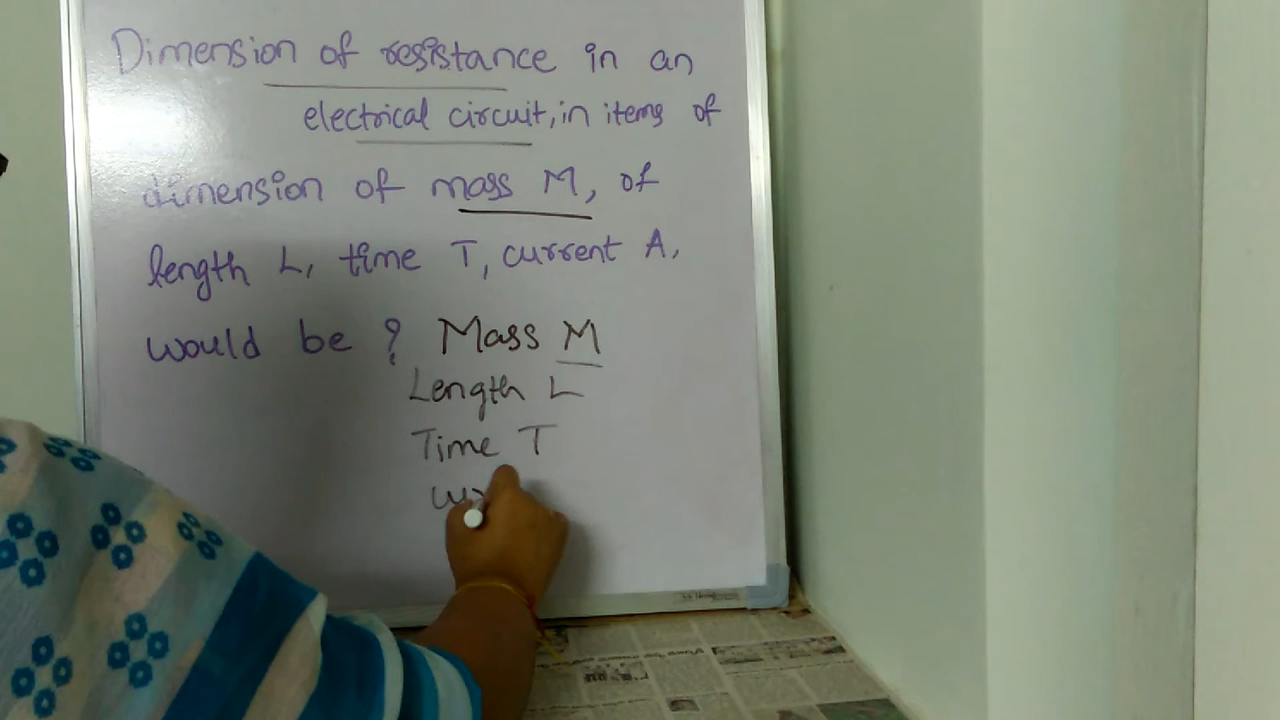 Dimension of resistance in an
electrical circuit, in items of
dimension of mass M, of
length L, time T, current A,
would be ? Mass M
Length L
Time T